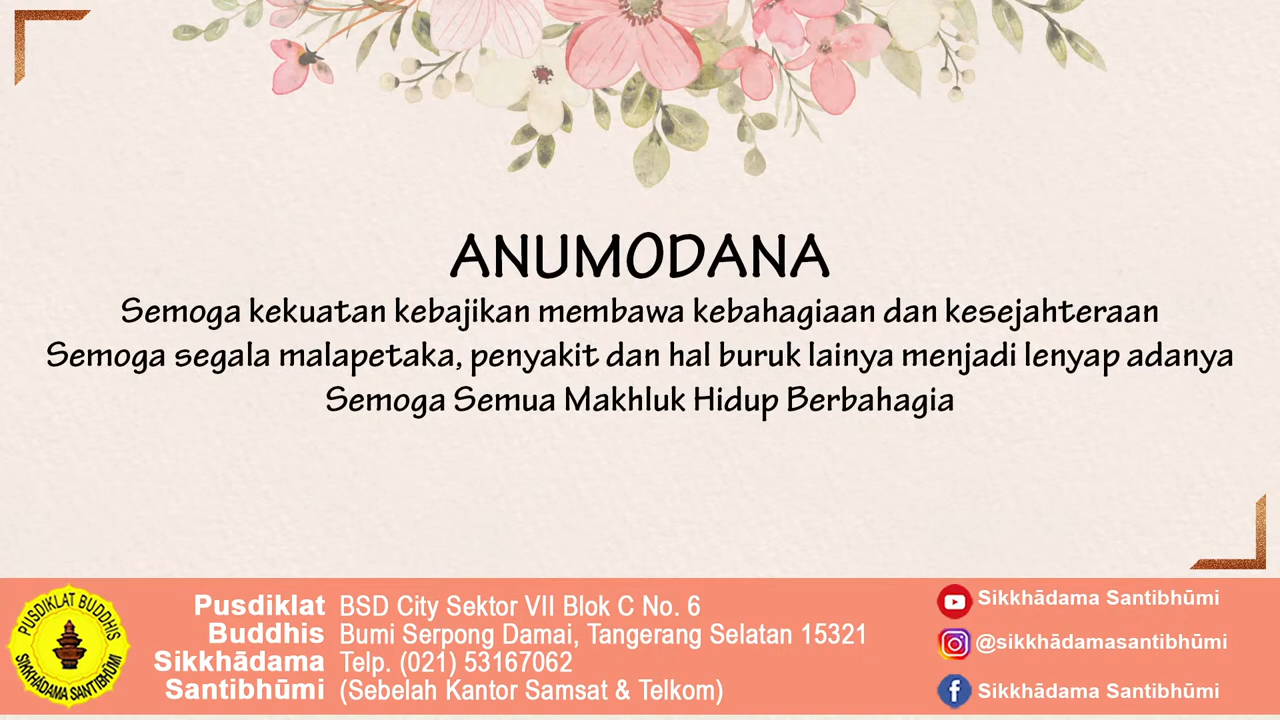 ANUMODANA
Semoga kekuatan kebajikan membawa kebahagiaan dan kesejahteraan
Semoga segala malapetaka, penyakit dan hal buruk lainya menjadi lenyap adanya
Semoga Semua Makhluk Hidup Berbahagia
PUSDIKLAT BUDDHIS
SIKKHĀDAMA SANTIBHŪMI
Pusdiklat
Buddhis
Sikkhādama
Santibhūmi
BSD City Sektor VII Blok C No. 6
Bumi Serpong Damai, Tangerang Selatan 15321
Telp. (021) 53167062
(Sebelah Kantor Samsat & Telkom)
Sikkhādama Santibhūmi
@sikkhādamasantibhūmi
Sikkhādama Santibhūmi